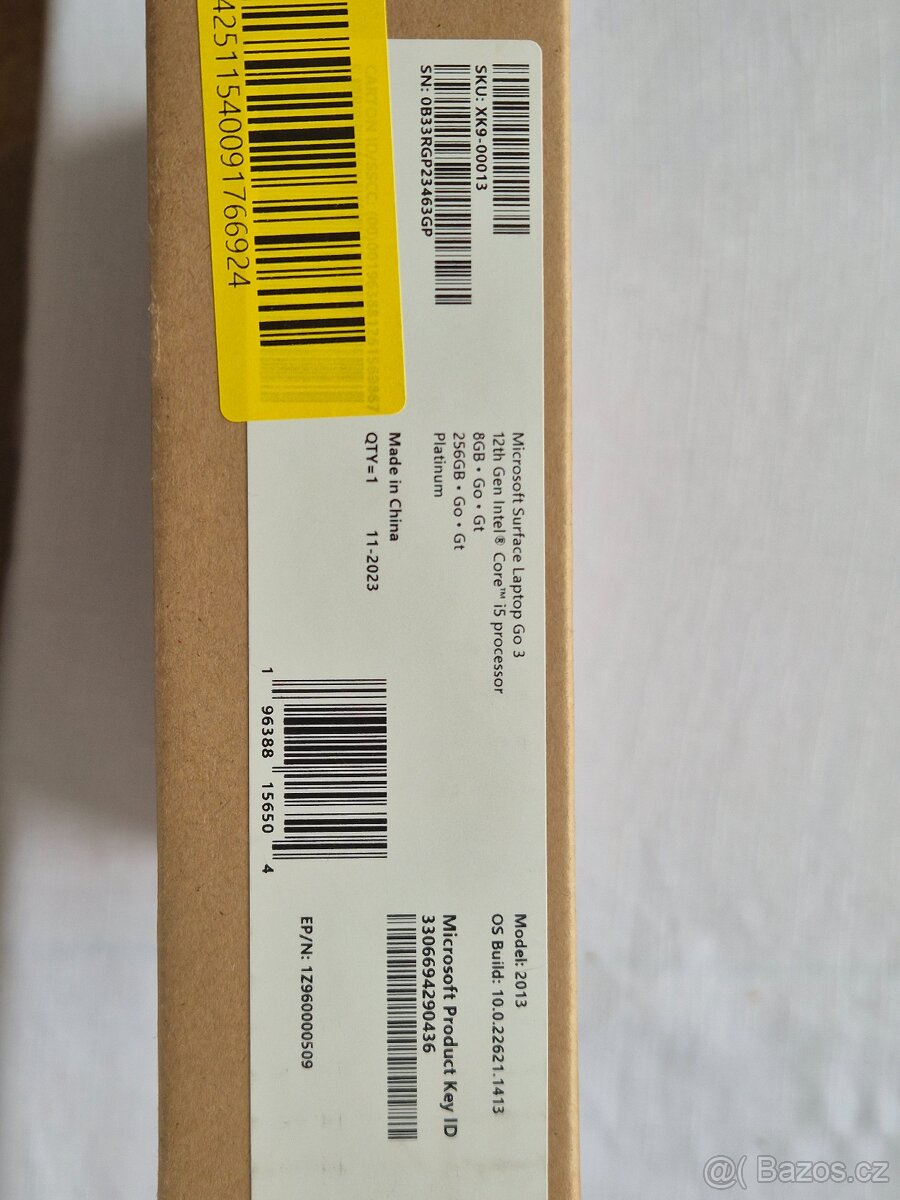 42511540091766924
SKU: XK9-00013
SN: 0B33RGP23463GP
Microsoft Surface Laptop Go 3
12th Gen Intel® Core™ i5 processor
8GB • Go • Gt
256GB • Go • Gt
Platinum
Made in China
QTY=1 11-2023
1 96388 15650 4
Model: 2013
OS Build: 10.0.22621.1413
Microsoft Product Key ID
3306694290436
EP/N: 1Z960000509
@( Bazos.cz